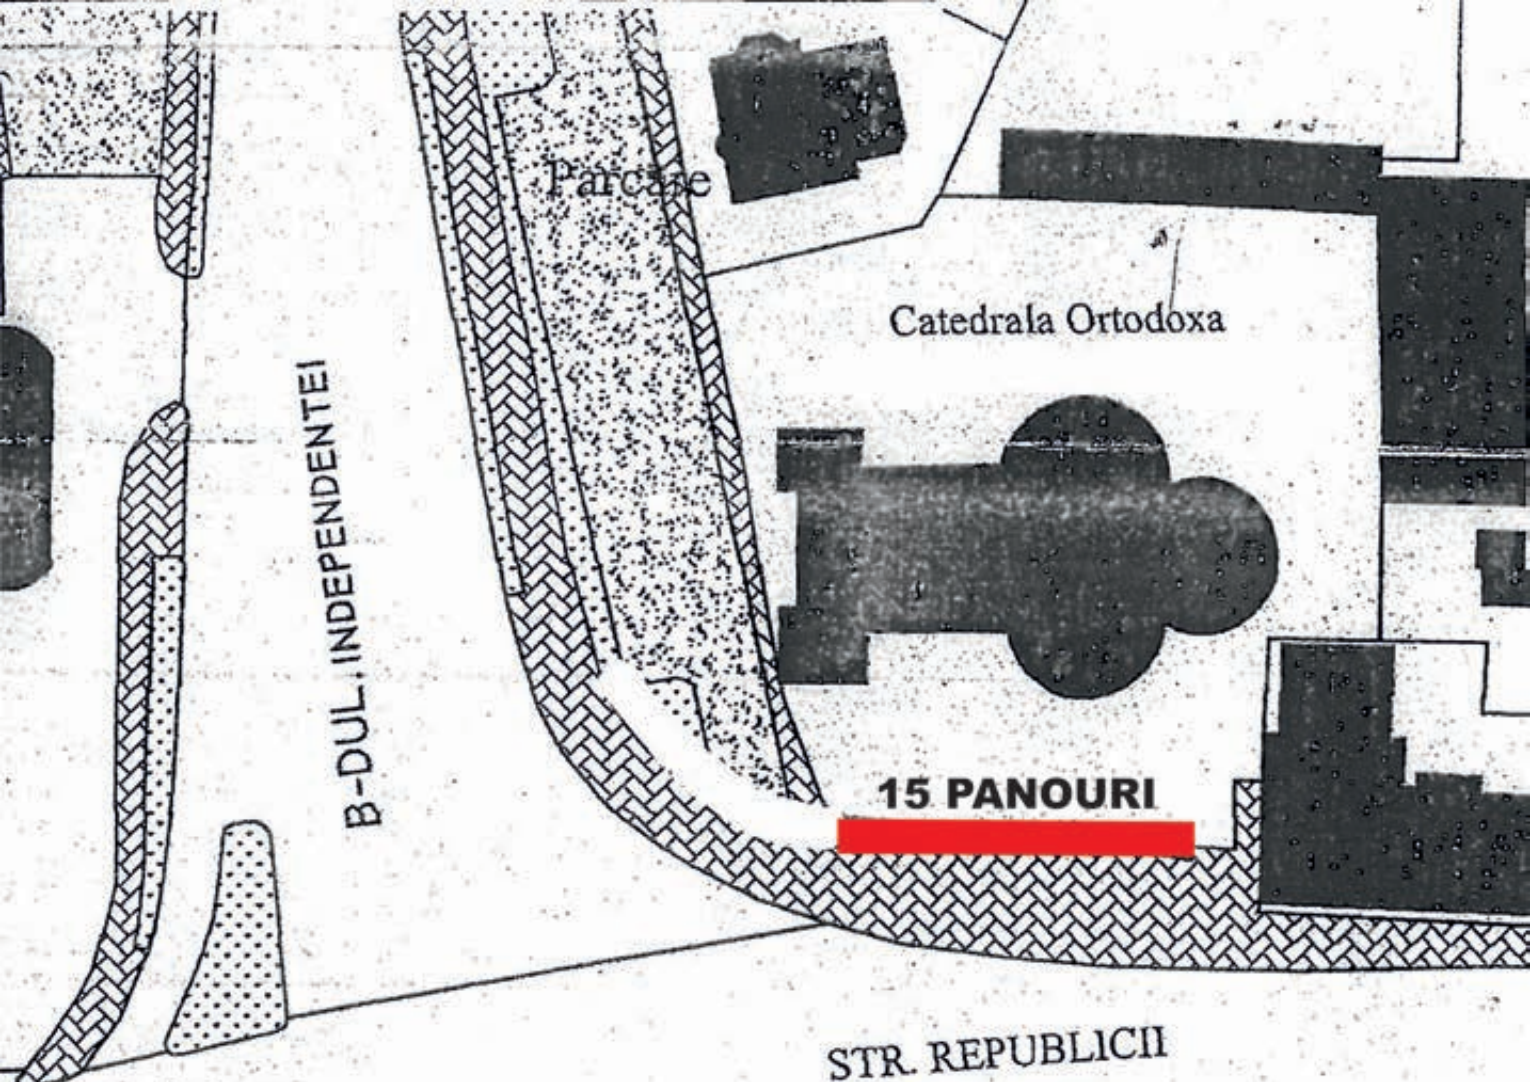 Parcare
Catedrala Ortodoxa
B-DUL. INDEPENDENTEI
15 PANOURI
STR. REPUBLICII